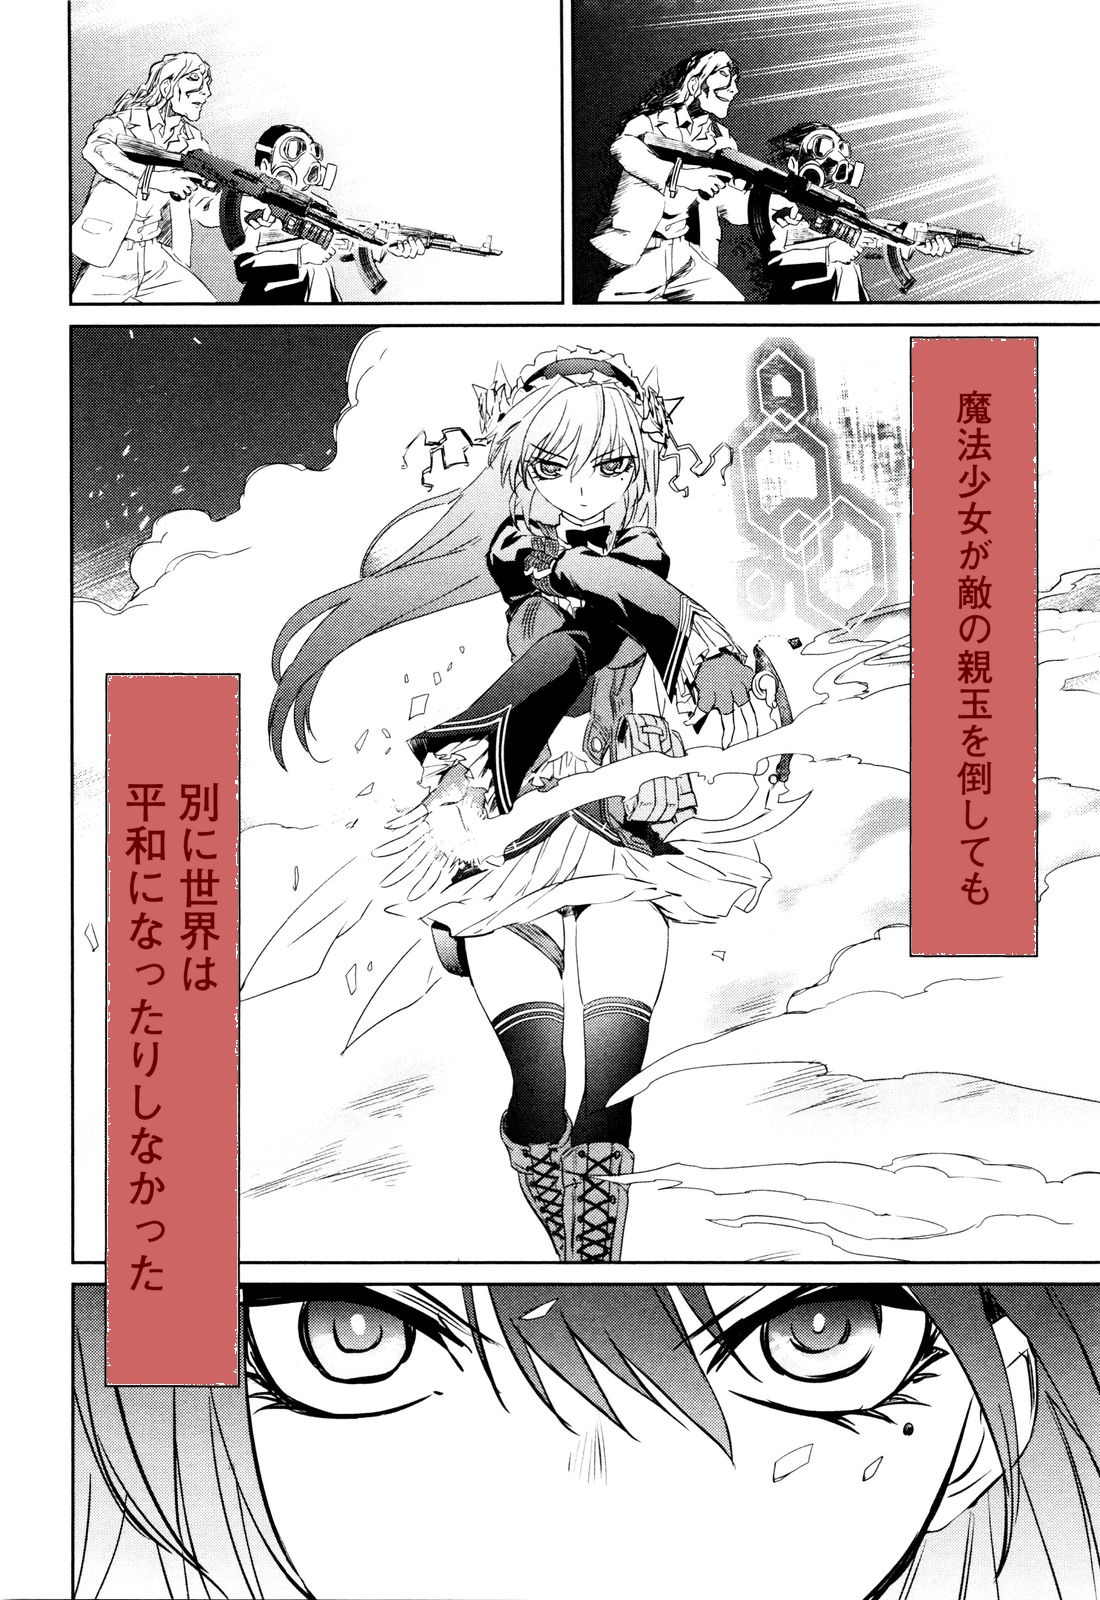 魔法少女が敵の親玉を倒しても
別に世界は
平和になったりしなかった